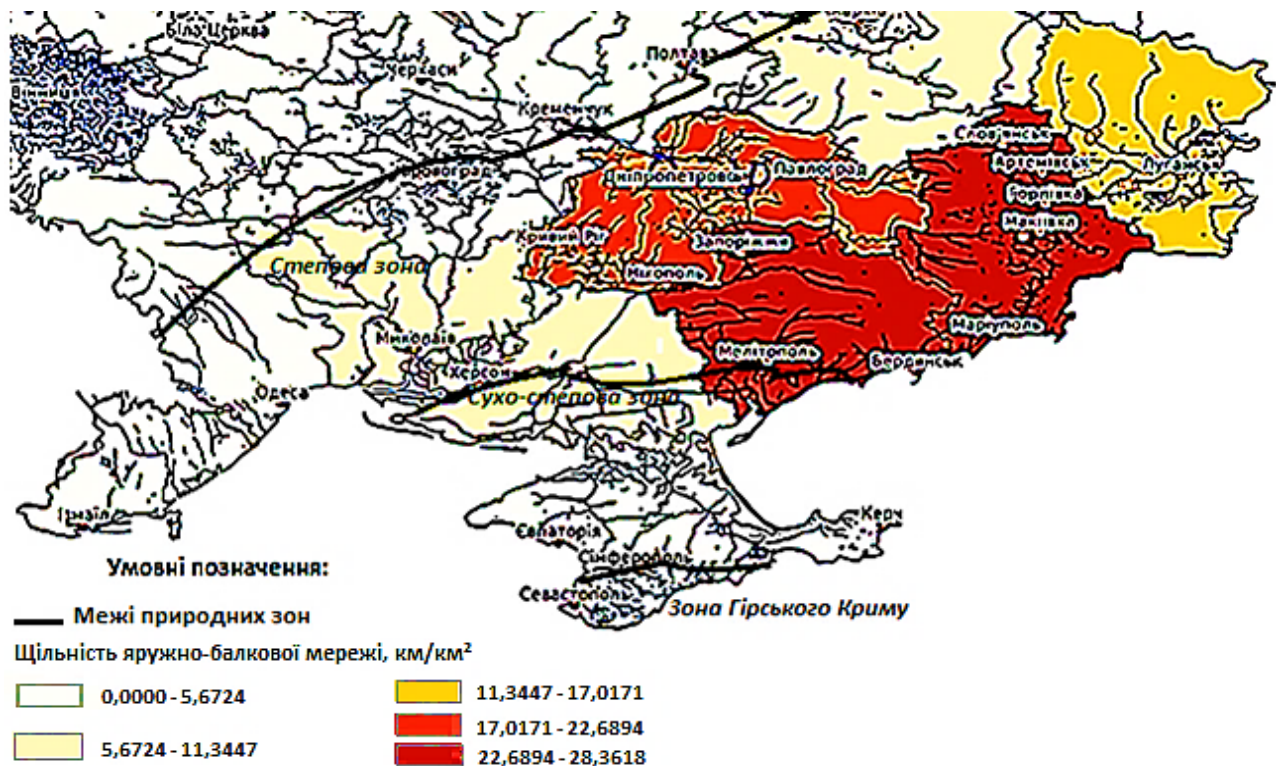 Біла Церква
Полтава
Вінниця
Черкаси
Кременчук
Слов'янськ
Дніпропетровськ
Павлоград
Артемівськ
Луганськ
Горлівка
Макіївка
Кривий Ріг
Запоріжжя
Степова зона
Нікополь
Маріуполь
Миколаїв
Мелітополь
Бердянськ
Херсон
Одеса
Сухо-степова зона
Ізмаїл
Керч
Євпаторія
Сімферополь
Умовні позначення:
Севастополь
Зона Гірського Криму
Межі природних зон
Щільність яружно-балкової мережі, км/км²
0,0000 - 5,6724
11,3447 - 17,0171
17,0171 - 22,6894
5,6724 - 11,3447
22,6894 - 28,3618